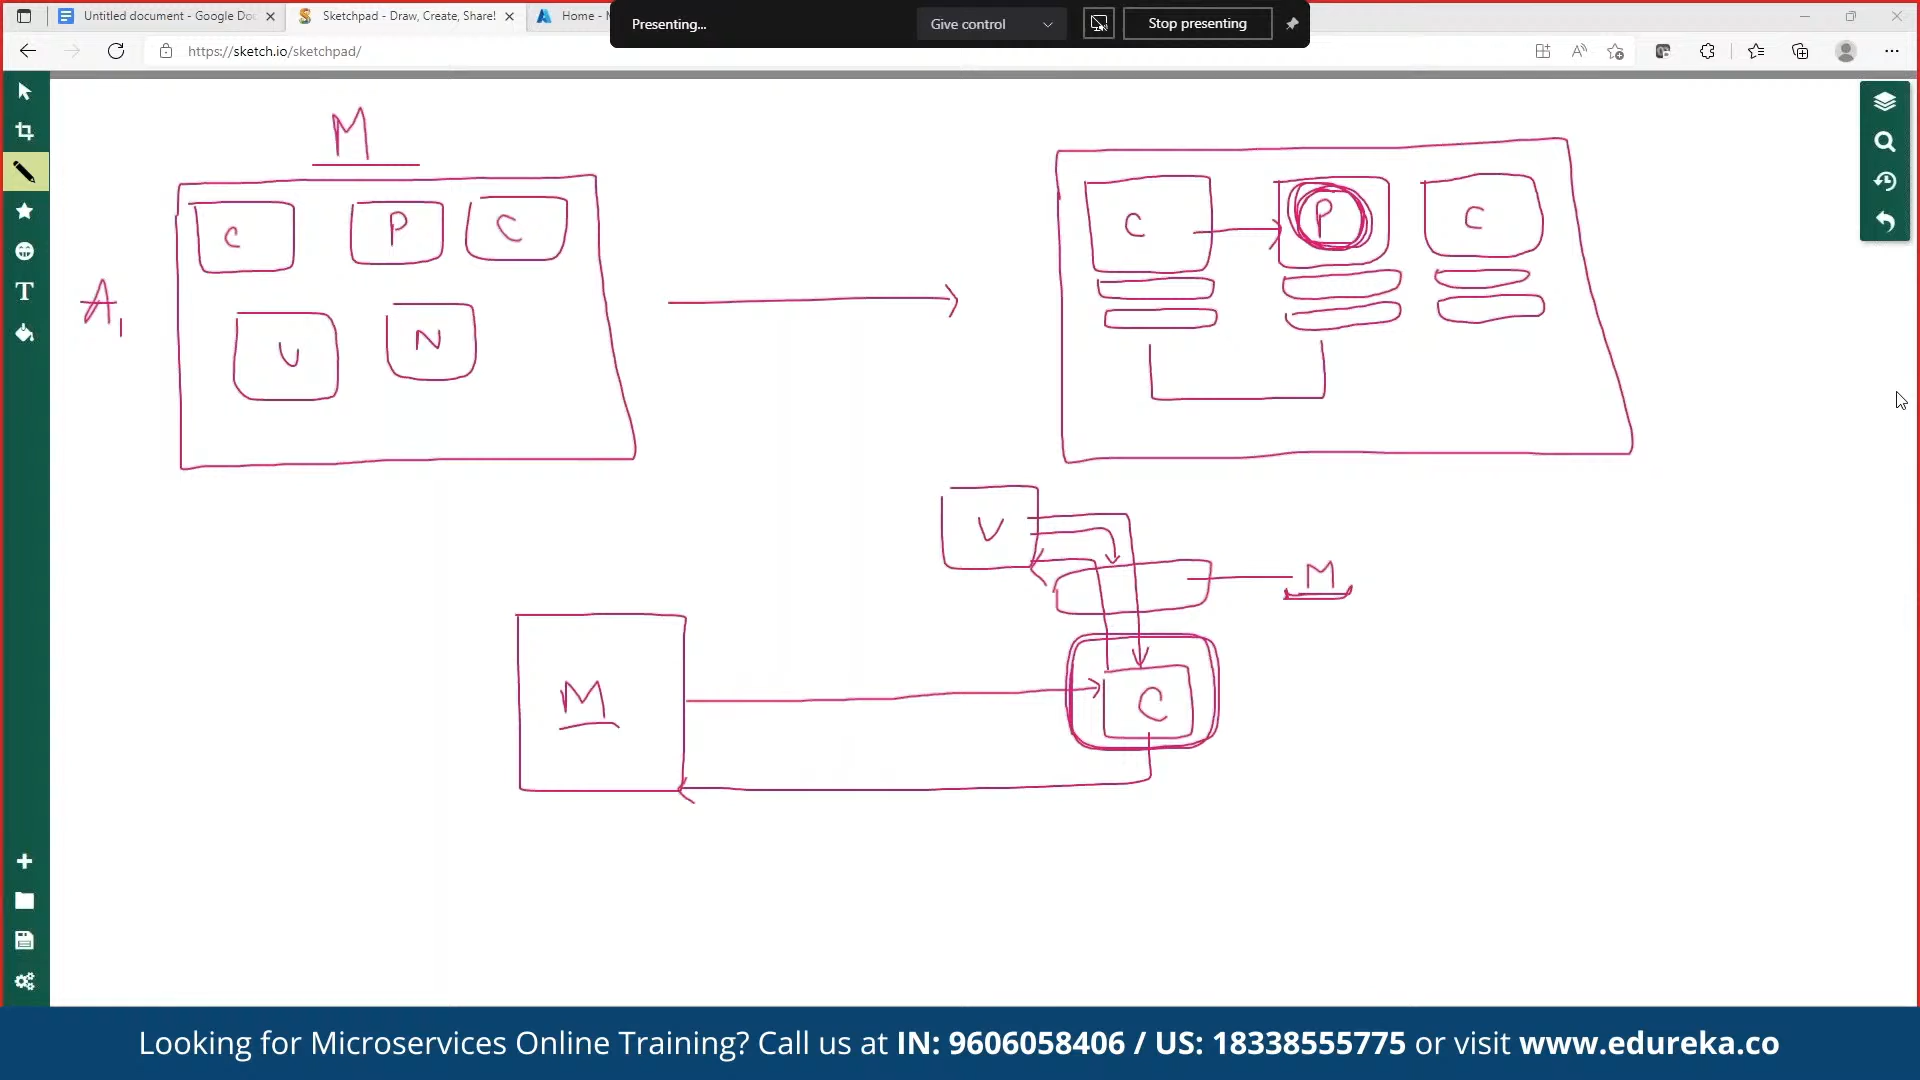 Untitled document - Google Doc
Sketchpad - Draw, Create, Share!
Home - M
Presenting...
Give control
Stop presenting
https://sketch.io/sketchpad/
M
C
P
C
A1
U
N
C
P
C
V
M
M
C
T
Looking for Microservices Online Training? Call us at IN: 9606058406 / US: 18338555775 or visit www.edureka.co